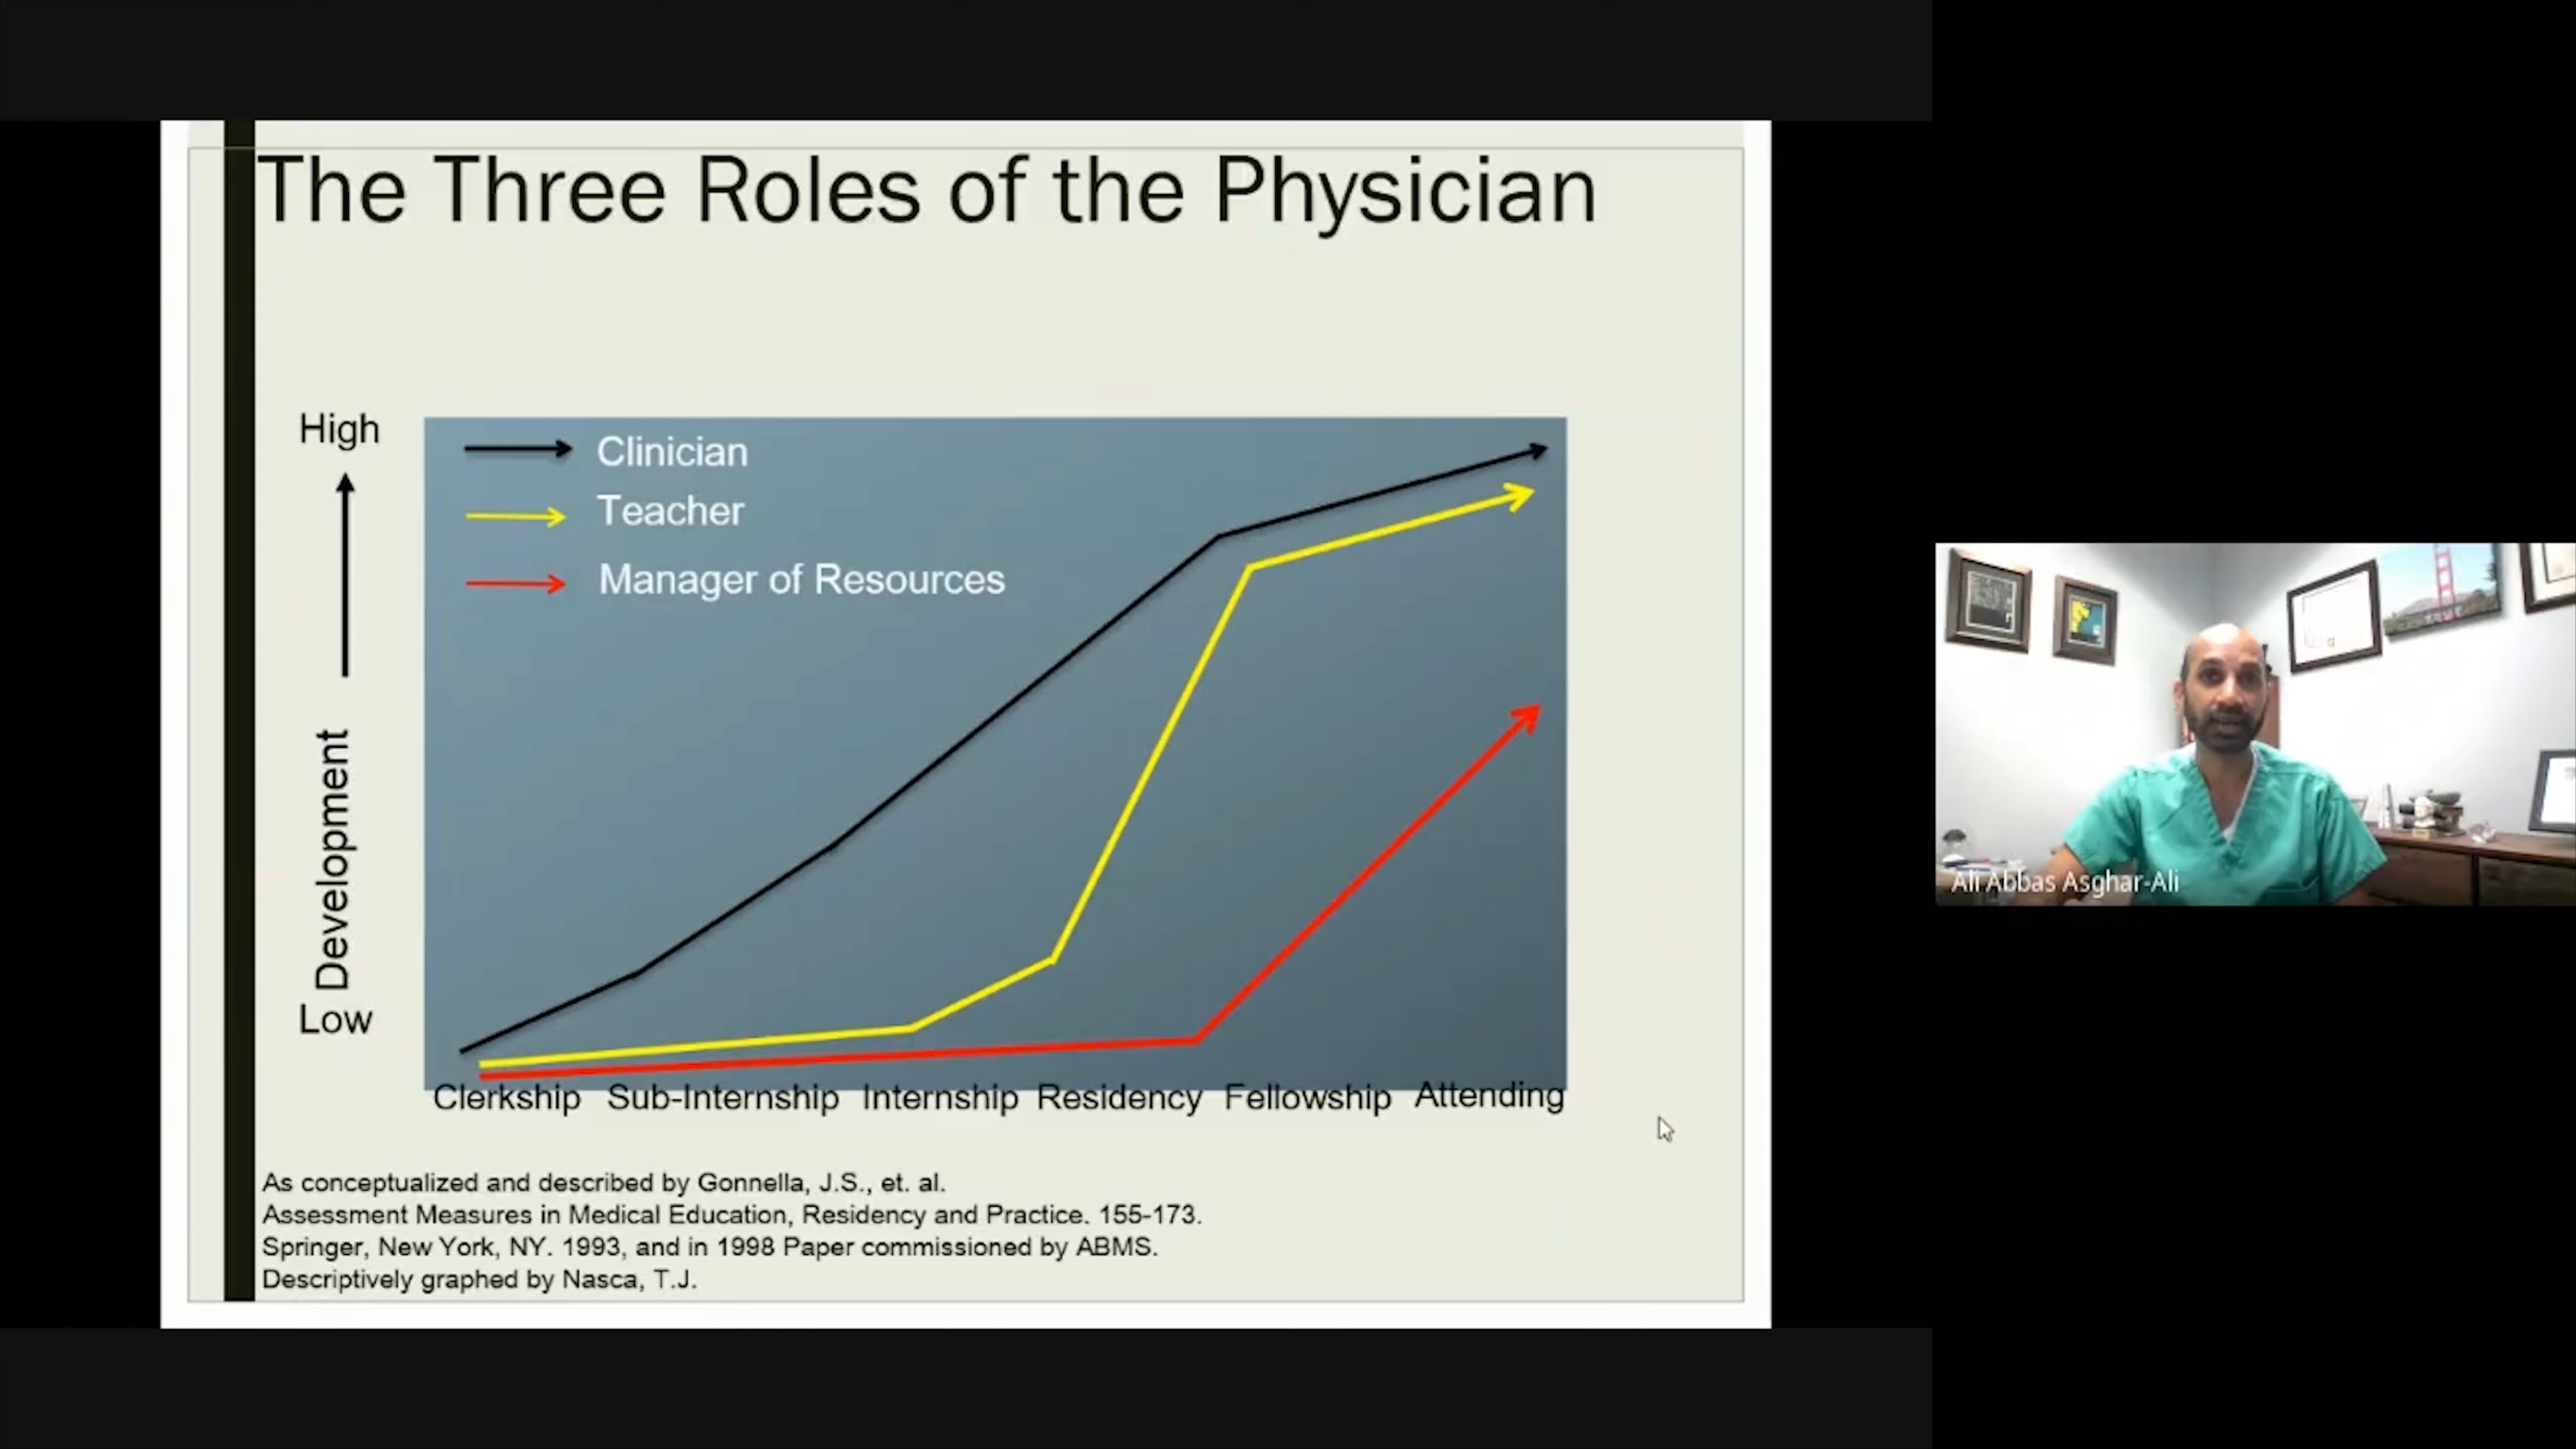 The Three Roles of the Physician
High
Development
Low
Clinician
Teacher
Manager of Resources
Clerkship Sub-Internship Internship Residency Fellowship Attending
As conceptualized and described by Gonnella, J.S., et. al.
Assessment Measures in Medical Education, Residency and Practice. 155-173.
Springer, New York, NY. 1993, and in 1998 Paper commissioned by ABMS.
Descriptively graphed by Nasca, T.J.
Ali Abbas Asghar-Ali